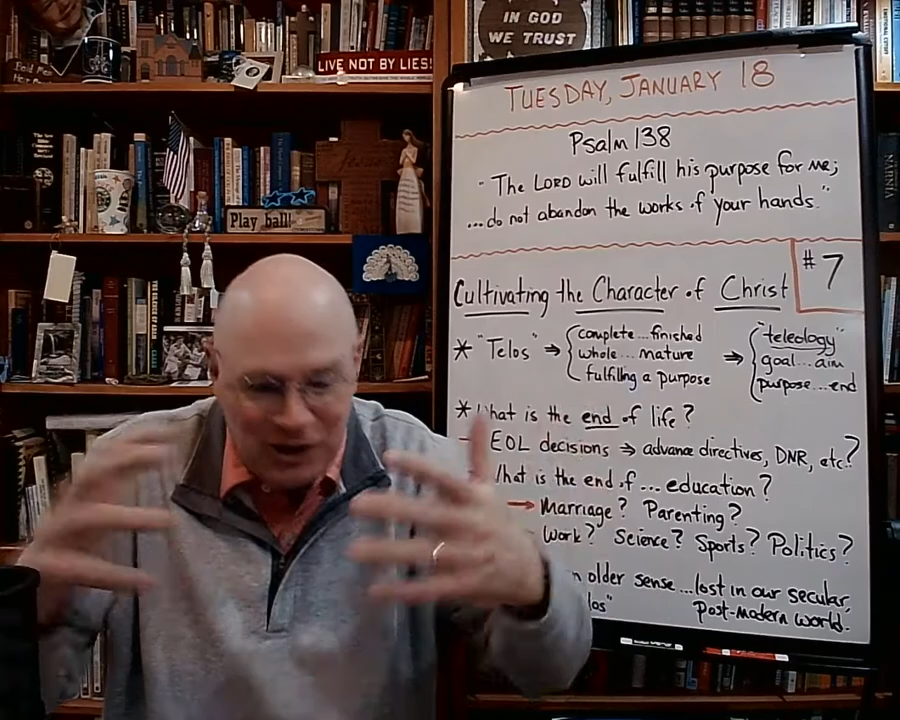 IN GOD
WE TRUST
LIVE NOT BY LIES!
Play ball!
NARNIA
TUESDAY, JANUARY 18
Psalm 138
"The LORD will fulfill his purpose for me;
...do not abandon the works of your hands."
#7
Cultivating the Character of Christ
* "Telos" ⇒ complete...finished
whole...mature
fulfilling a purpose
⇒ "teleology"
goal...aim
purpose...end
* What is the end of life?
EOL decisions ⇒ advance directives, DNR, etc?
What is the end of... education?
→ Marriage? Parenting?
Work? Science? Sports? Politics?
older sense...lost in our secular,
Post-Modern world.